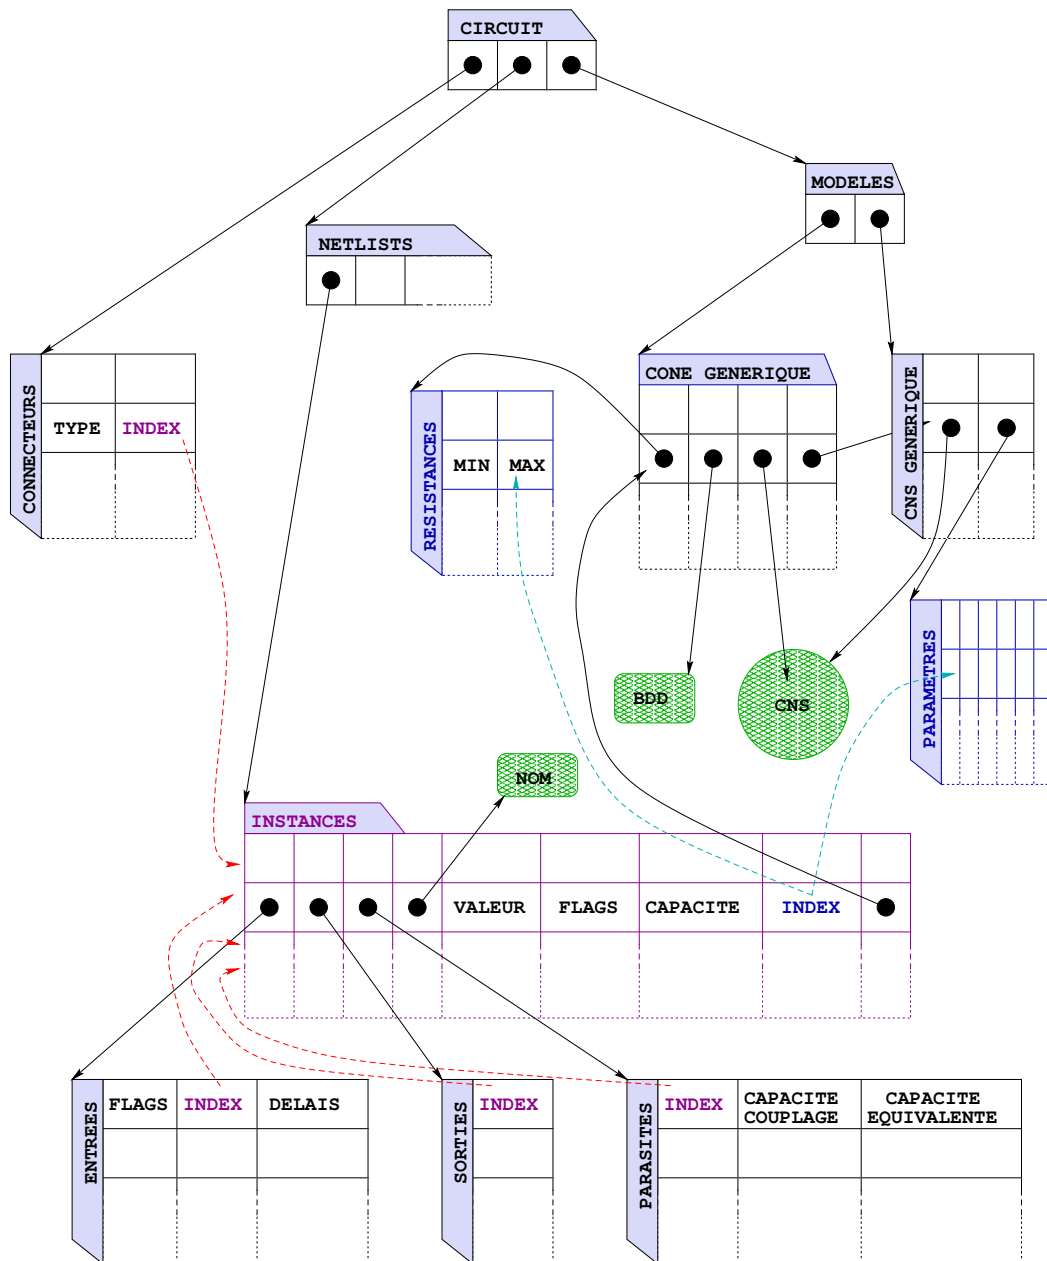 CIRCUIT
MODELES
NETLISTS
CONNECTEURS
TYPE INDEX
RESISTANCES
MIN MAX
CONE GENERIQUE
CNS GENERIQUE
PARAMETRES
BDD
CNS
NOM
INSTANCES
VALEUR FLAGS CAPACITE INDEX
ENTREES
FLAGS INDEX DELAIS
SORTIES
INDEX
PARASITES
INDEX CAPACITE COUPLAGE CAPACITE EQUIVALENTE